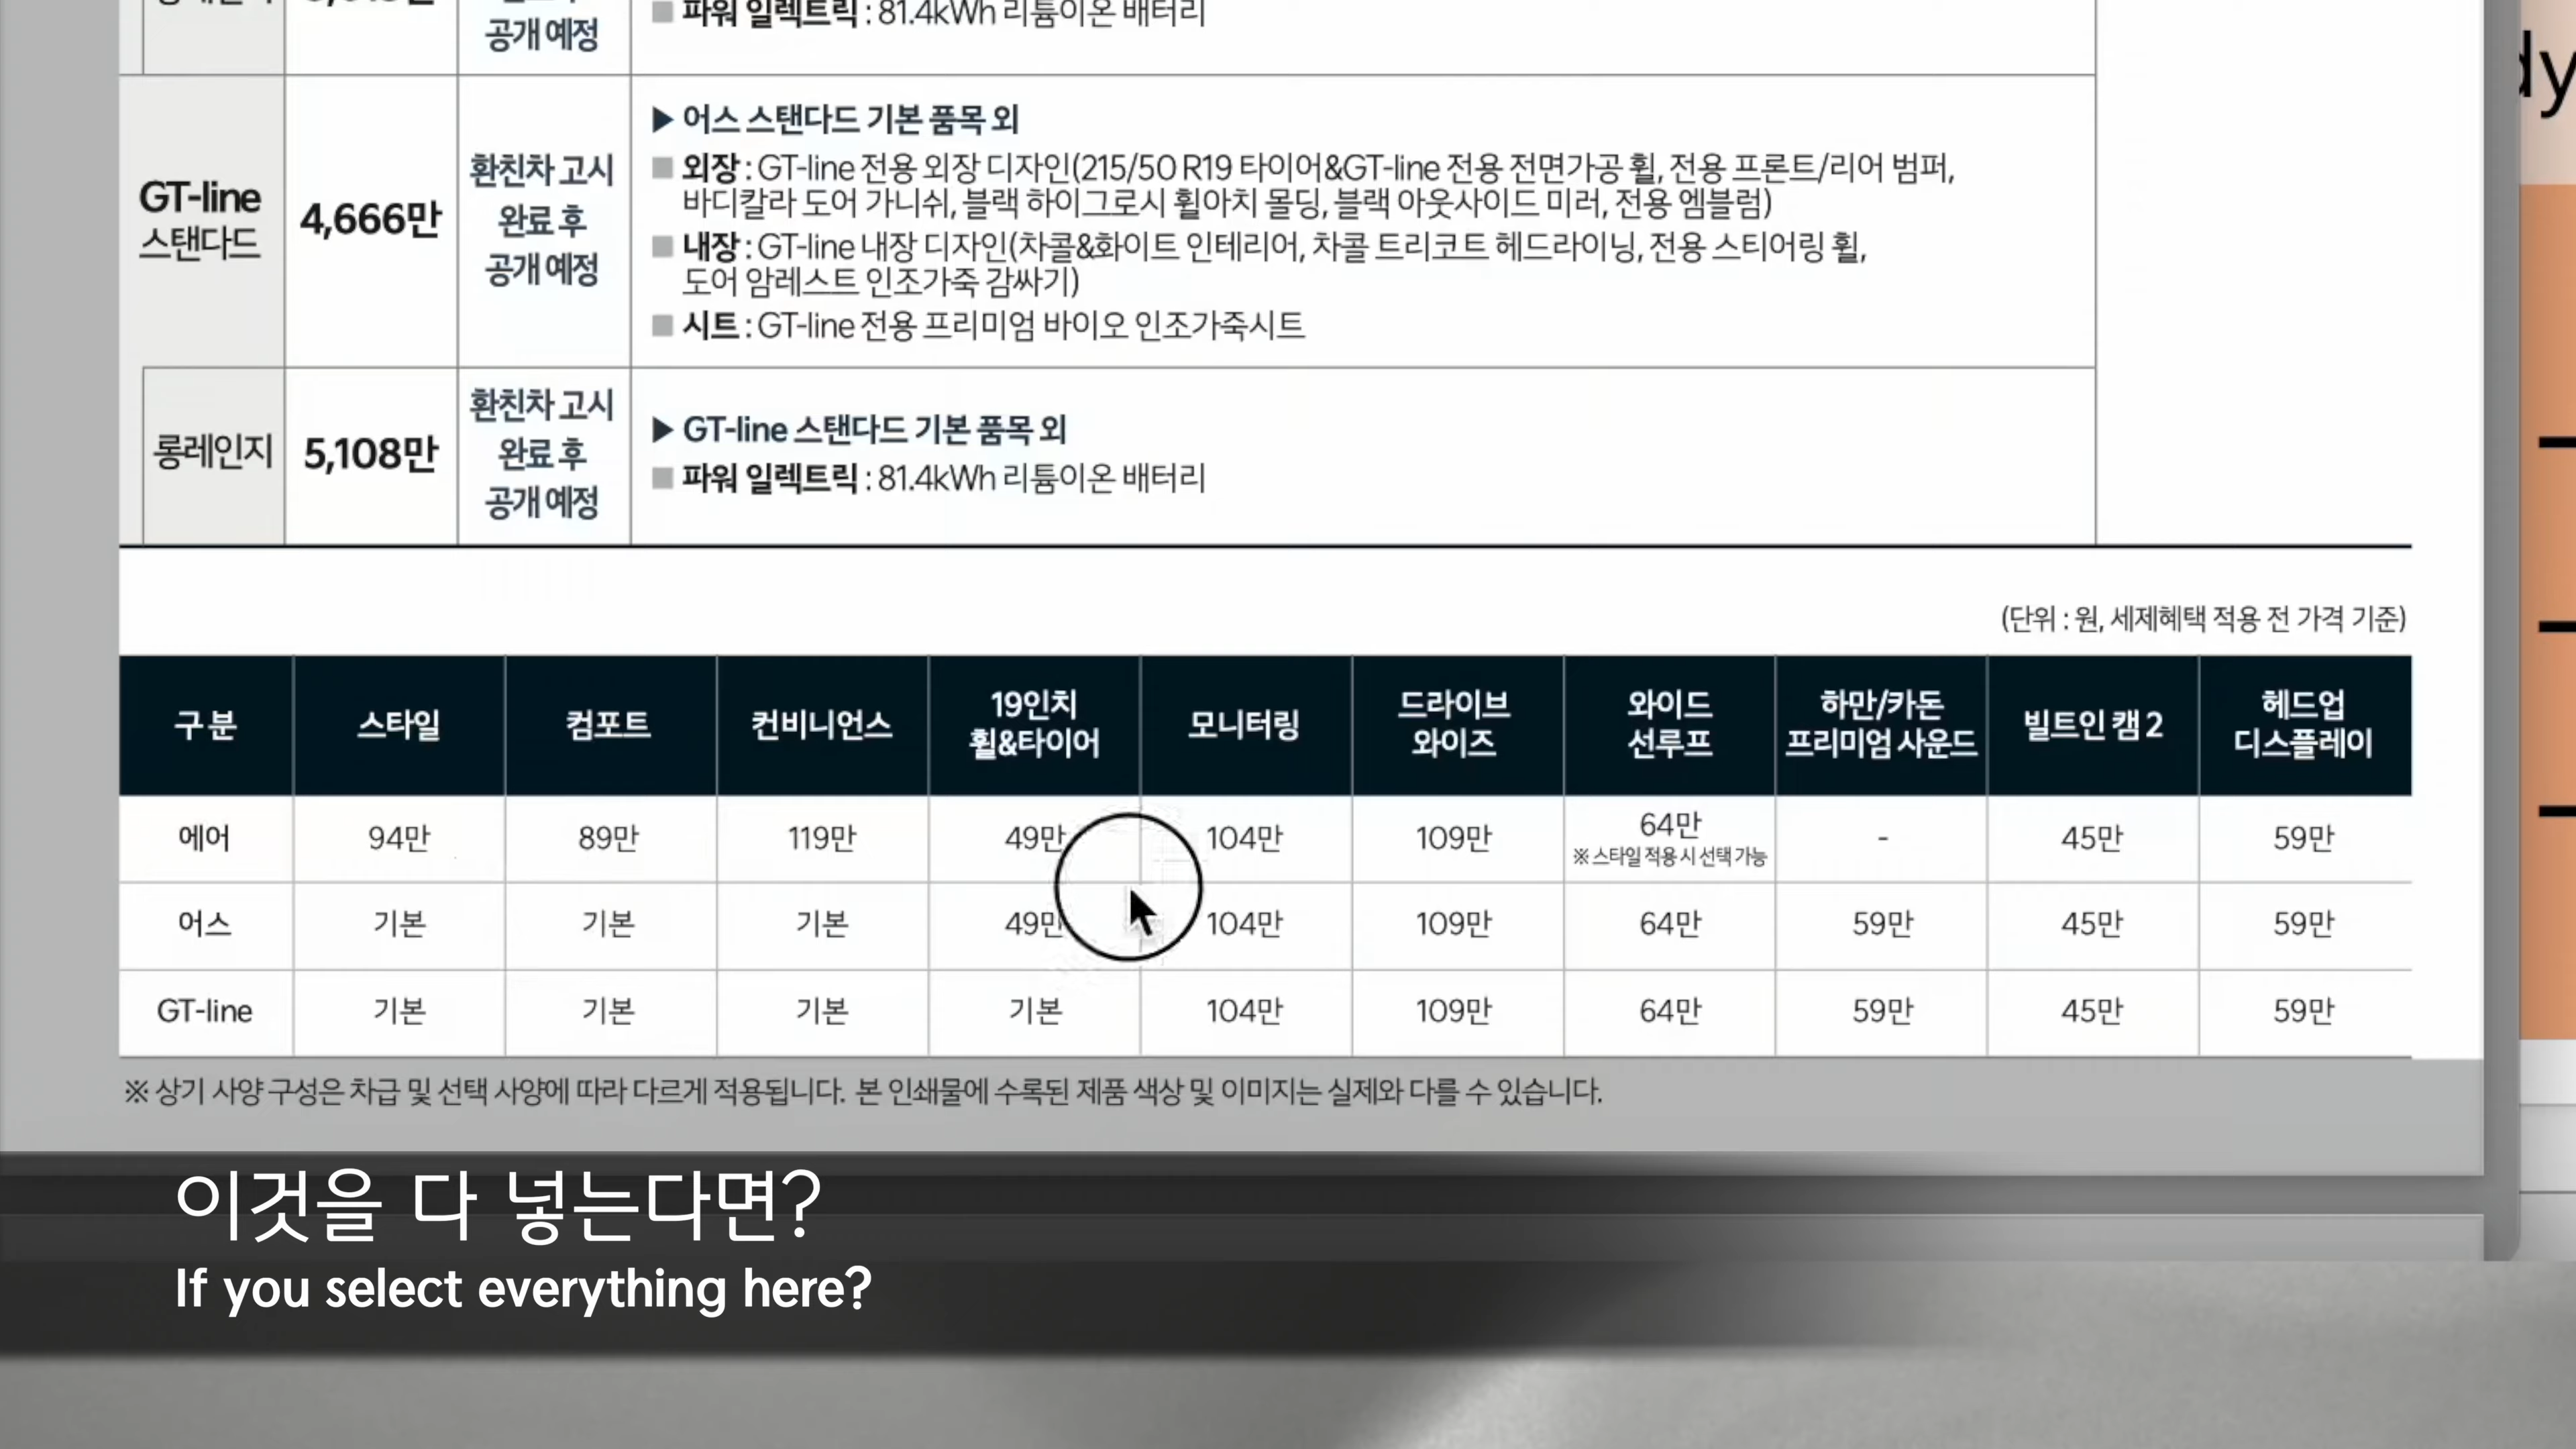 공개 예정
■ 파워 일렉트릭 : 81.4kWh 리튬이온 배터리
GT-line
스탠다드
4,666만
환친차 고시
완료 후
공개 예정
▶ 어스 스탠다드 기본 품목 외
■ 외장 : GT-line 전용 외장 디자인(215/50 R19 타이어&GT-line 전용 전면가공 휠, 전용 프론트/리어 범퍼,
바디칼라 도어 가니쉬, 블랙 하이그로시 휠아치 몰딩, 블랙 아웃사이드 미러, 전용 엠블럼)
■ 내장 : GT-line 내장 디자인(차콜&화이트 인테리어, 차콜 트리코트 헤드라이닝, 전용 스티어링 휠,
도어 암레스트 인조가죽 감싸기)
■ 시트 : GT-line 전용 프리미엄 바이오 인조가죽시트
롱레인지
5,108만
환친차 고시
완료 후
공개 예정
▶ GT-line 스탠다드 기본 품목 외
■ 파워 일렉트릭 : 81.4kWh 리튬이온 배터리
(단위 : 원, 세제혜택 적용 전 가격 기준)
구분 스타일 컴포트 컨비니언스 19인치 휠&타이어 모니터링 드라이브 와이즈 와이드 선루프 하만/카돈 프리미엄 사운드 빌트인 캠 2 헤드업 디스플레이
에어 94만 89만 119만 49만 104만 109만 64만 ※ 스타일 적용 시 선택 가능 - 45만 59만
어스 기본 기본 기본 49만 104만 109만 64만 59만 45만 59만
GT-line 기본 기본 기본 기본 104만 109만 64만 59만 45만 59만
※ 상기 사양 구성은 차급 및 선택 사양에 따라 다르게 적용됩니다. 본 인쇄물에 수록된 제품 색상 및 이미지는 실제와 다를 수 있습니다.
이것을 다 넣는다면?
If you select everything here?